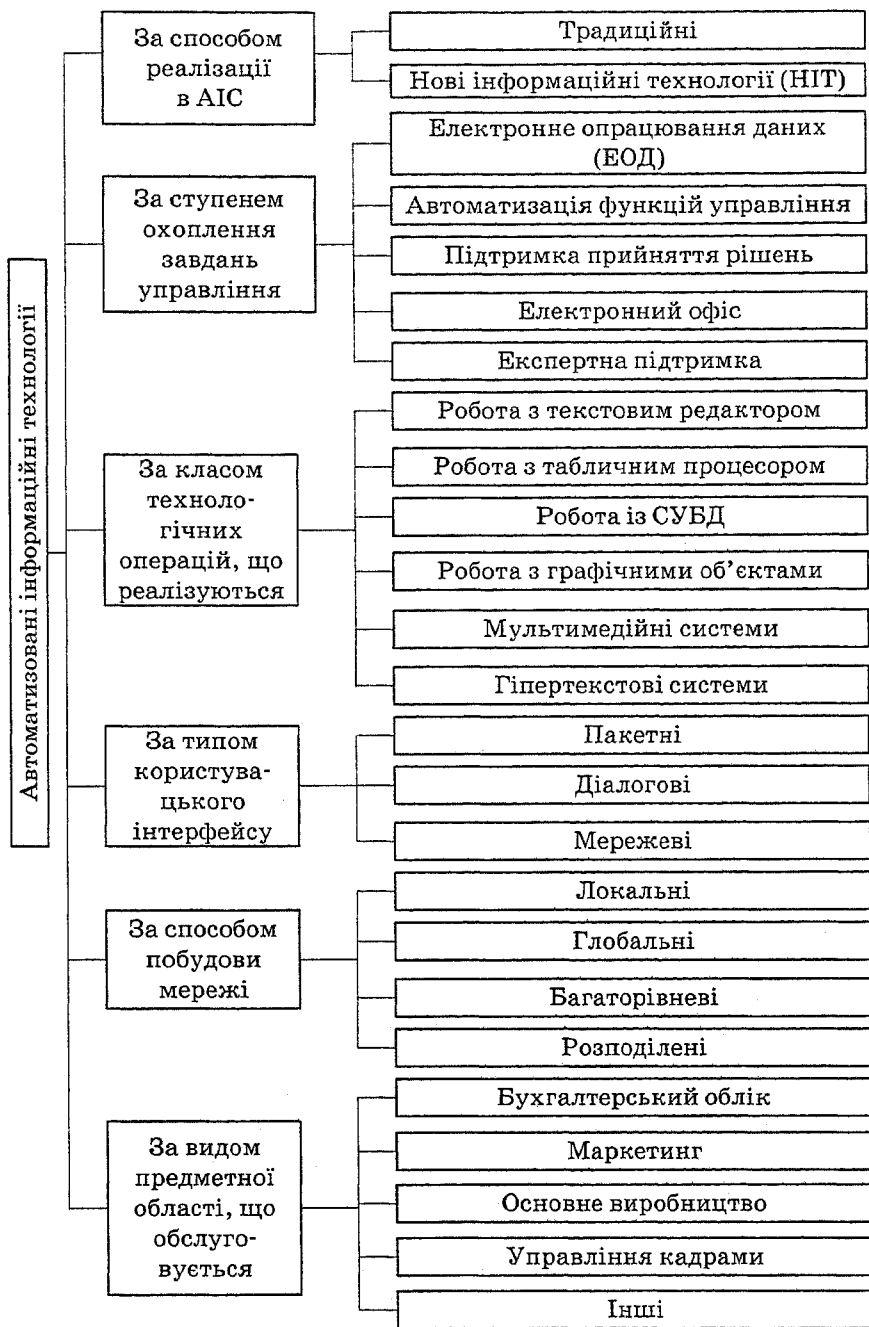 Автоматизовані інформаційні технології
За способом
реалізації
в АІС
Традиційні
Нові інформаційні технології (НІТ)
За ступенем
охоплення
завдань
управління
Електронне опрацювання даних
(ЕОД)
Автоматизація функцій управління
Підтримка прийняття рішень
Електронний офіс
Експертна підтримка
За класом
техноло-
гічних
операцій, що
реалізуються
Робота з текстовим редактором
Робота з табличним процесором
Робота із СУБД
Робота з графічними об’єктами
Мультимедійні системи
Гіпертекстові системи
За типом
користува-
цького
інтерфейсу
Пакетні
Діалогові
Мережеві
За способом
побудови
мережі
Локальні
Глобальні
Багаторівневі
Розподілені
За видом
предметної
області, що
обслуго-
вується
Бухгалтерський облік
Маркетинг
Основне виробництво
Управління кадрами
Інші